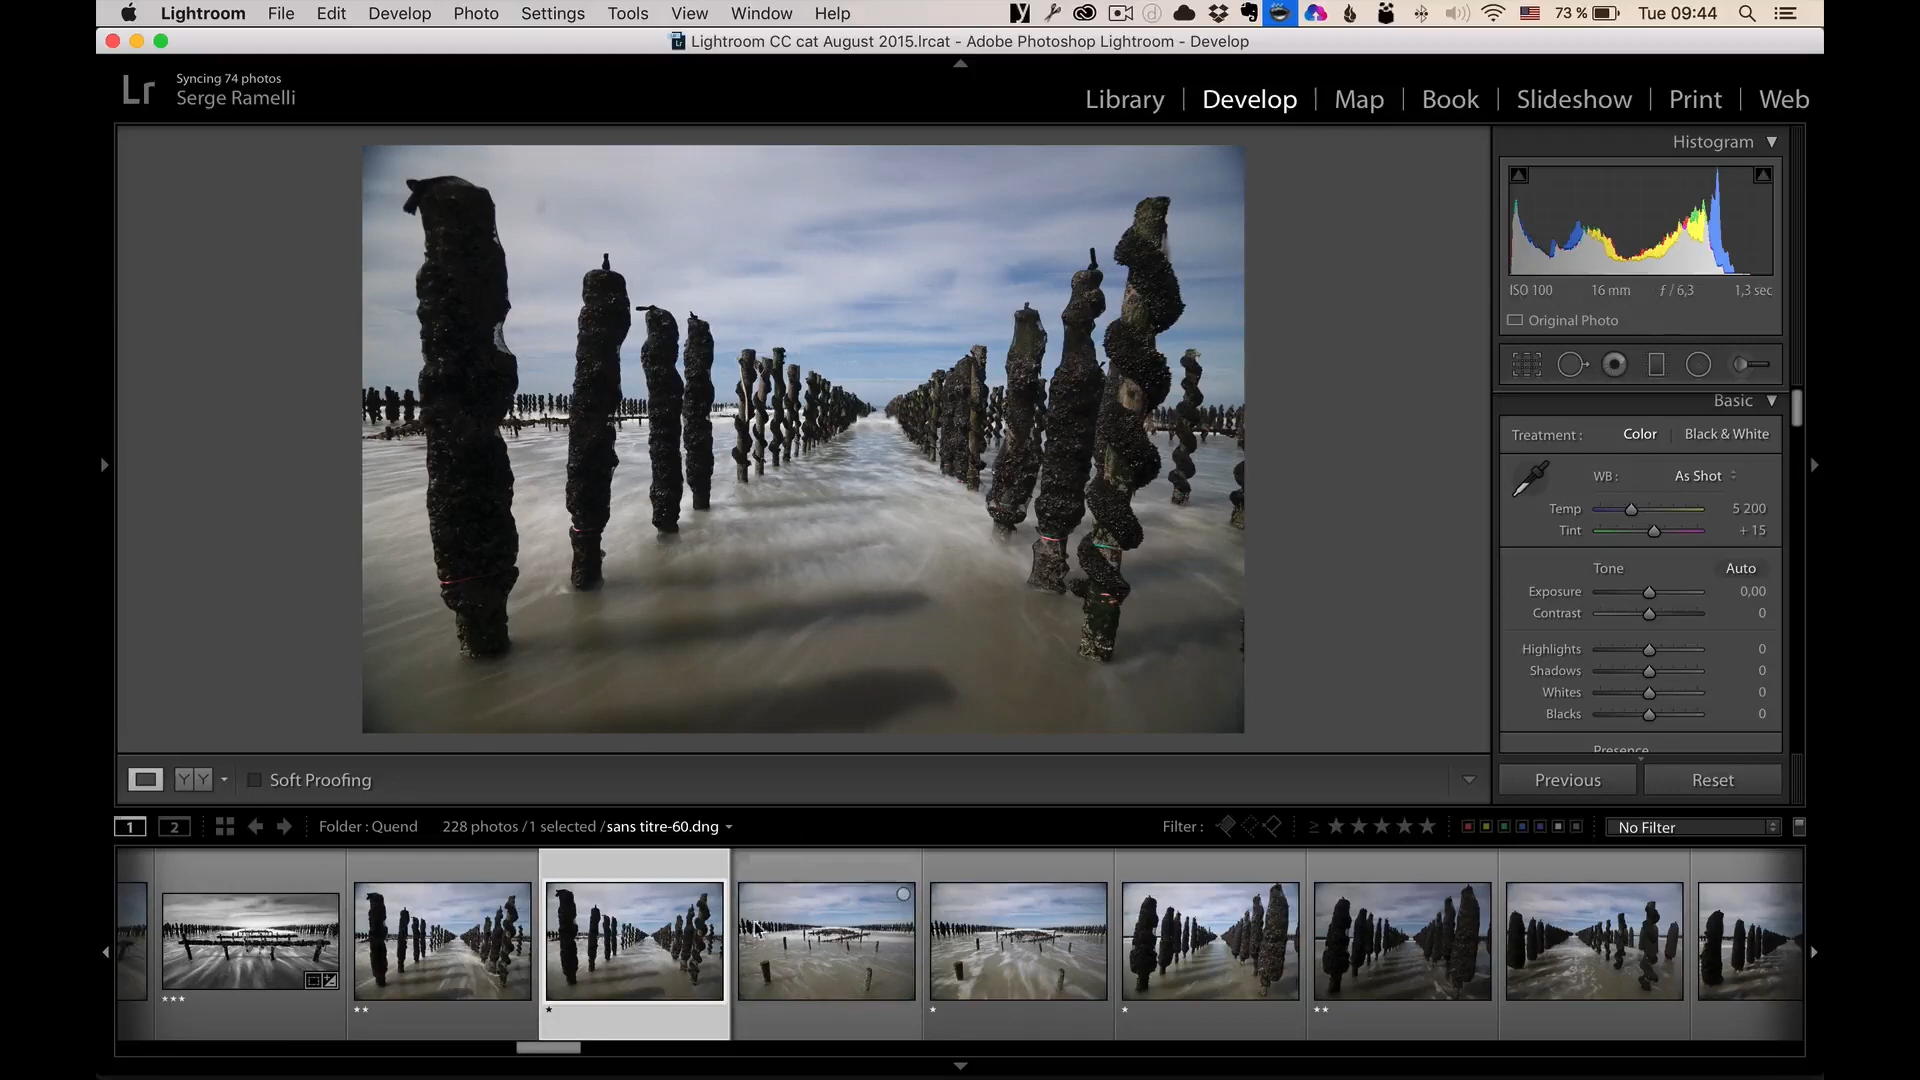 Lightroom File Edit Develop Photo Settings Tools View Window Help 73 % Tue 09:44
Lightroom CC cat August 2015.lrcat - Adobe Photoshop Lightroom - Develop
Lr Syncing 74 photos
Serge Ramelli
Library | Develop | Map | Book | Slideshow | Print | Web
Histogram
ISO 100 16 mm ƒ / 6,3 1,3 sec
Original Photo
Basic
Treatment : Color | Black & White
WB : As Shot
Temp 5 200
Tint + 15
Tone Auto
Exposure 0,00
Contrast 0
Highlights 0
Shadows 0
Whites 0
Blacks 0
Presence
Y Y Soft Proofing
Previous Reset
1 2 Folder : Quend 228 photos / 1 selected / sans titre-60.dng Filter : ≥ ★ ★ ★ ★ ★ No Filter